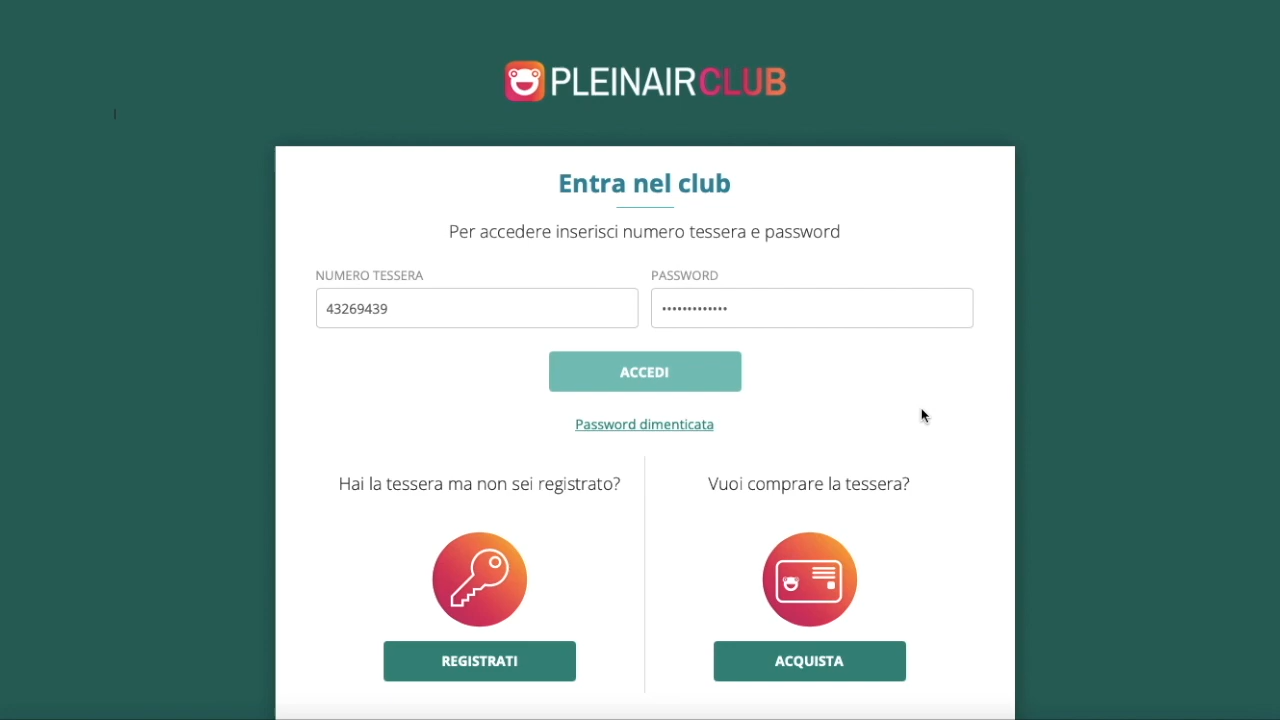 PLEINAIRCLUB
Entra nel club
Per accedere inserisci numero tessera e password
NUMERO TESSERA
PASSWORD
43269439
•••••••••••••
ACCEDI
Password dimenticata
Hai la tessera ma non sei registrato?
Vuoi comprare la tessera?
REGISTRATI
ACQUISTA